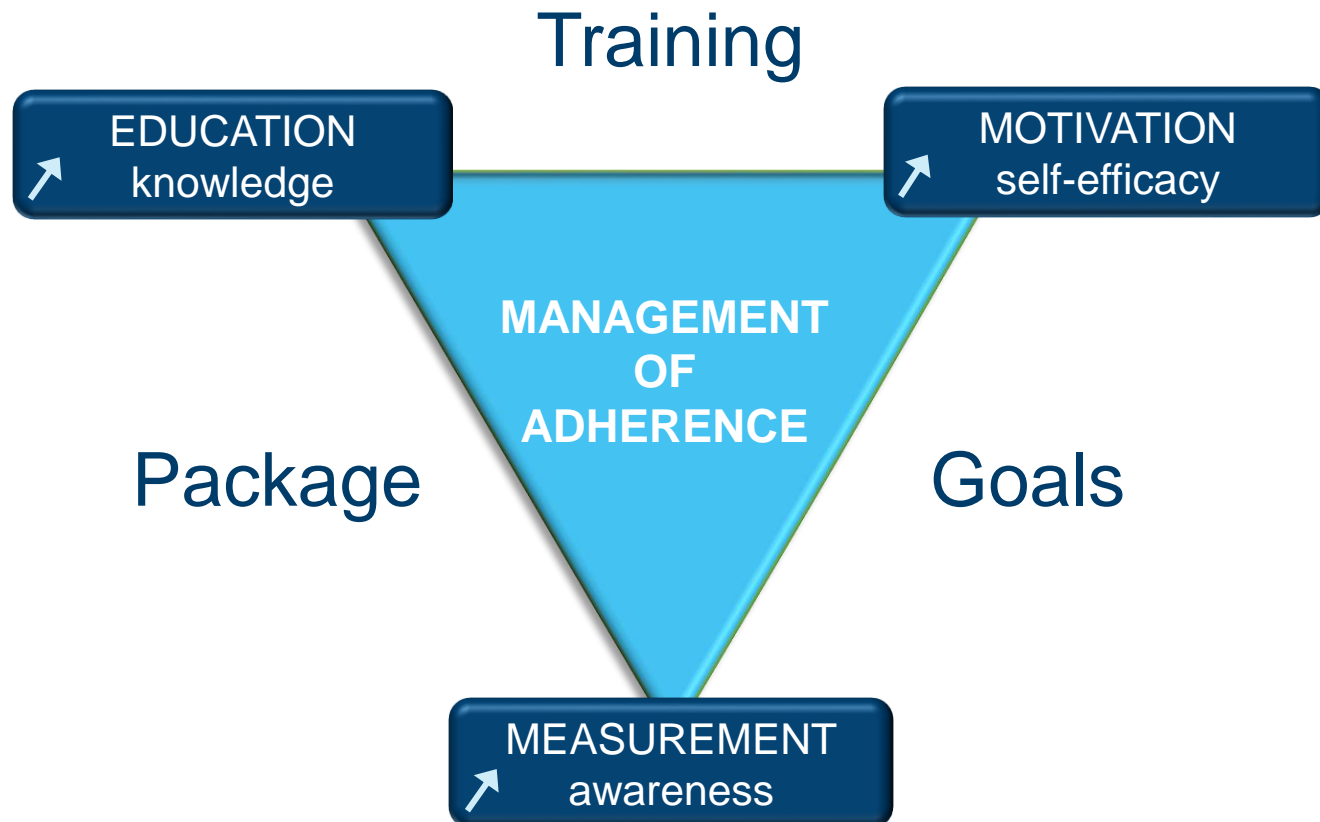 Training
EDUCATION
knowledge
MOTIVATION
self-efficacy
MANAGEMENT
OF
ADHERENCE
Package
Goals
MEASUREMENT
awareness